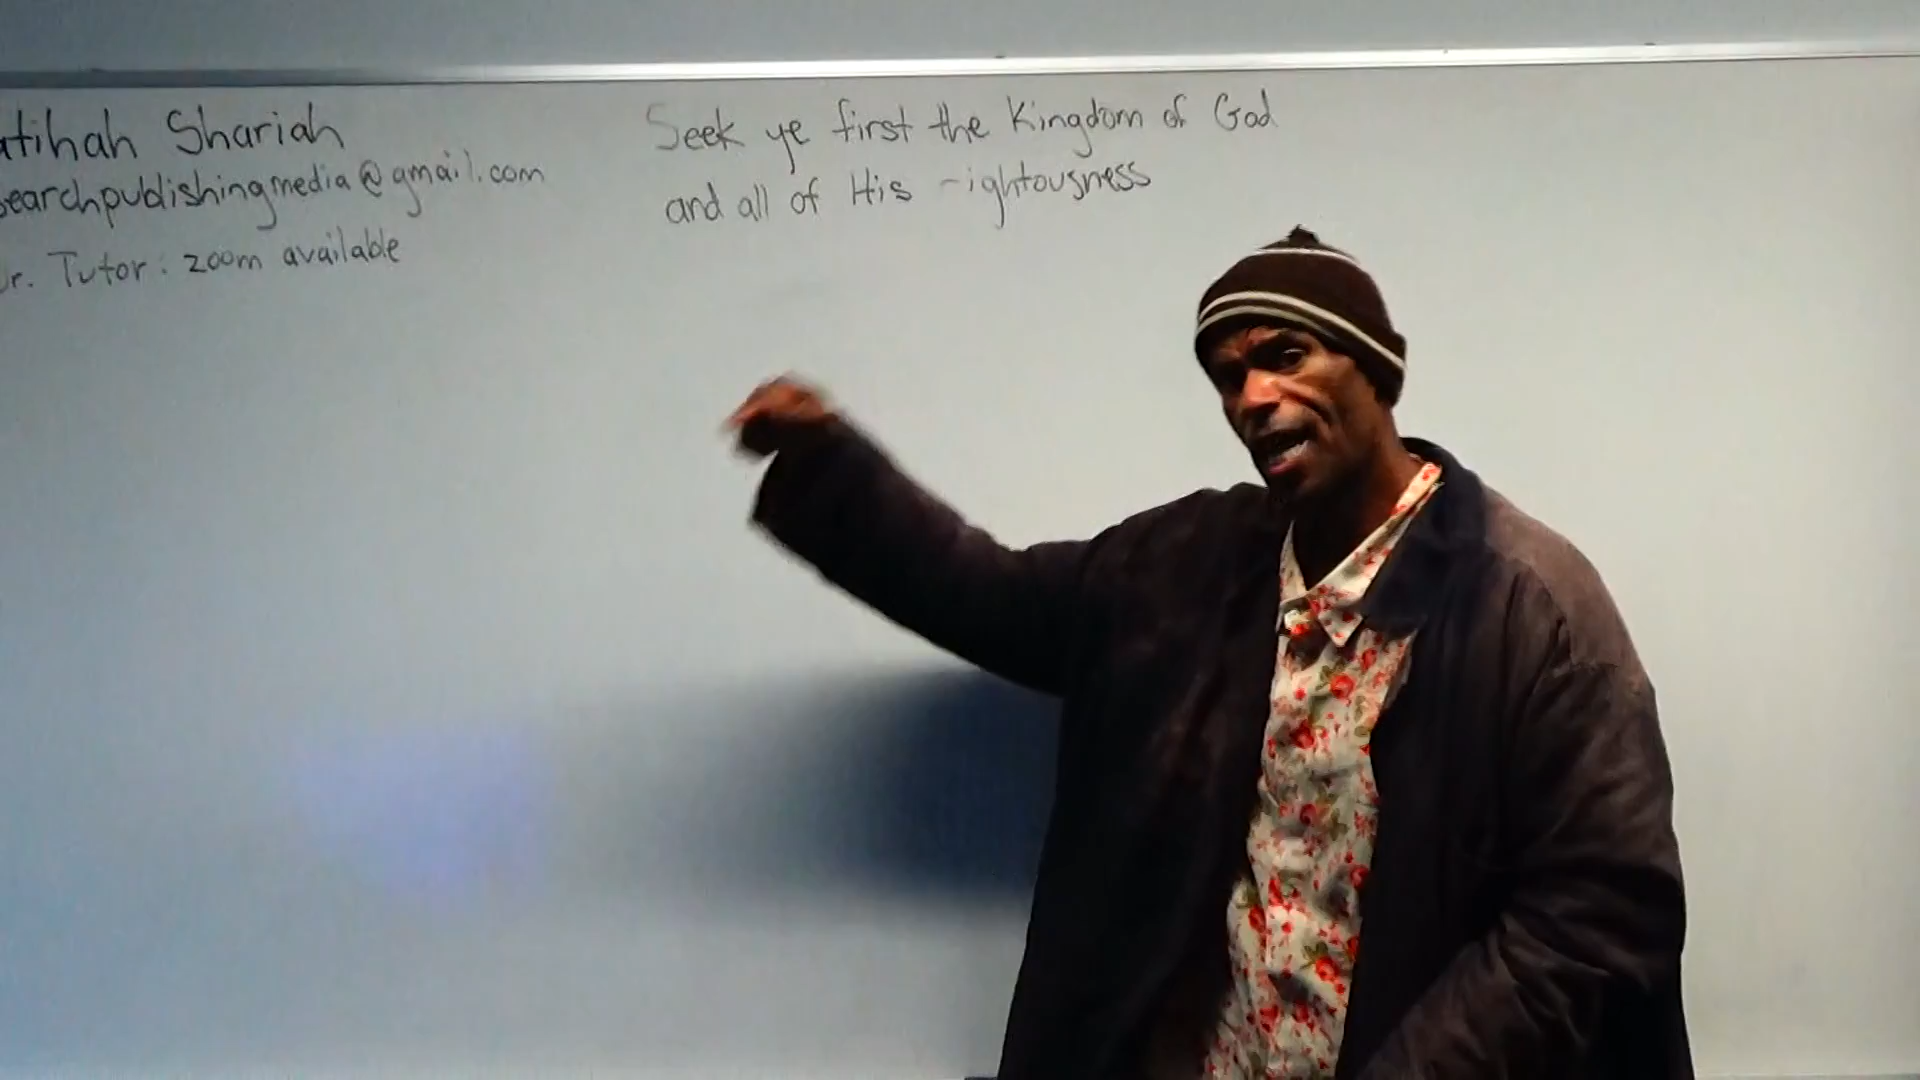 atihah Shariah
searchpublishingmedia@gmail.com
r. Tutor: zoom available
Seek ye first the Kingdom of God
and all of His rightousness